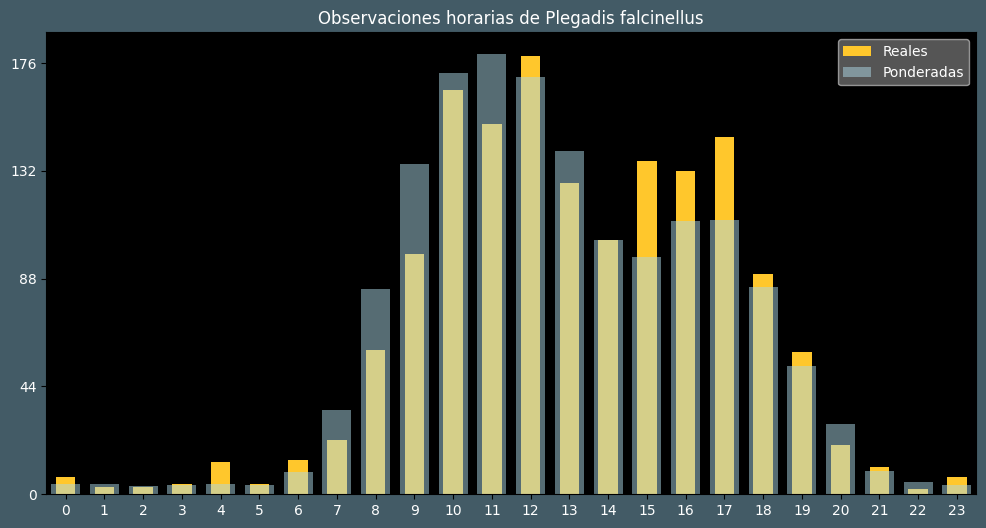 Observaciones horarias de Plegadis falcinellus
Reales
Ponderadas
176
132
88
44
0
0 1 2 3 4 5 6 7 8 9 10 11 12 13 14 15 16 17 18 19 20 21 22 23